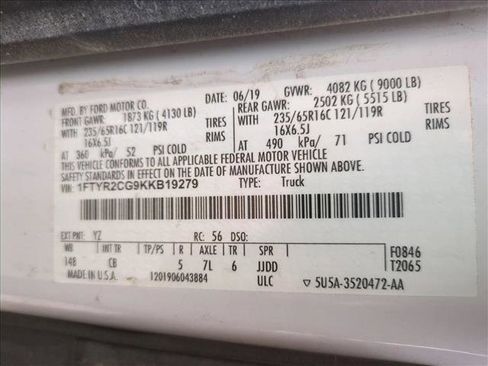 MFD. BY FORD MOTOR CO.
DATE: 06/19 GVWR: 4082 KG ( 9000 LB)
FRONT GAWR: 1873 KG ( 4130 LB) REAR GAWR: 2502 KG ( 5515 LB)
WITH 235/65R16C 121/119R TIRES WITH 235/65R16C 121/119R TIRES
16X6.5J RIMS 16X6.5J RIMS
AT 360 kPa/ 52 PSI COLD AT 490 kPa/ 71 PSI COLD
THIS VEHICLE CONFORMS TO ALL APPLICABLE FEDERAL MOTOR VEHICLE
SAFETY STANDARDS IN EFFECT ON THE DATE OF MANUFACTURE SHOWN ABOVE.
VIN: 1FTYR2CG9KKB19279 TYPE: Truck
EXT PNT: YZ RC: 56 DSO: F0846
WB INT TR TP/PS R AXLE TR SPR T2065
148 CB 5 7L 6 JJDD
MADE IN U.S.A. 1201906043884 ULC 5U5A-3520472-AA